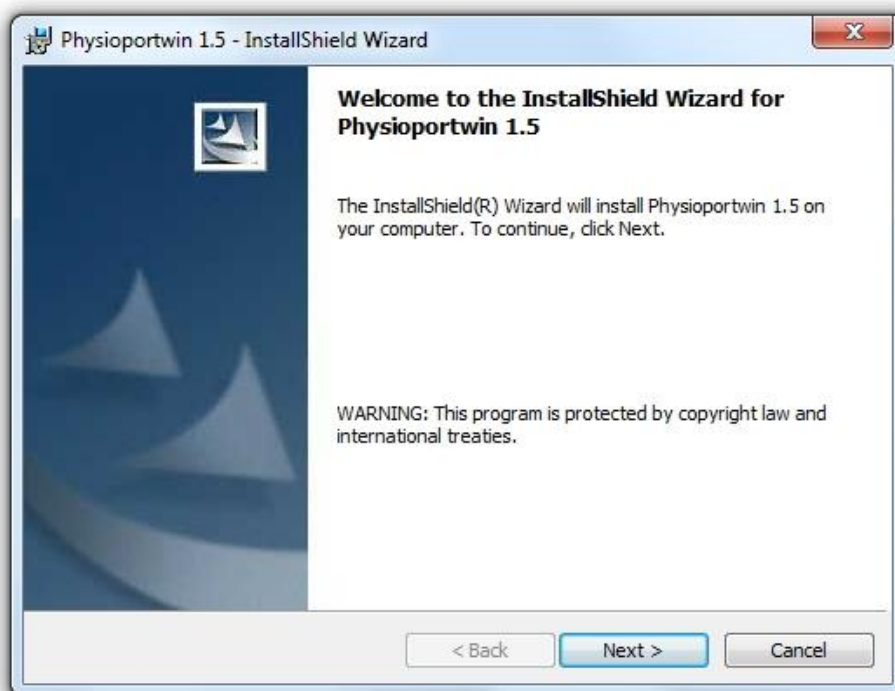 Physioportwin 1.5 - InstallShield Wizard
Welcome to the InstallShield Wizard for
Physioportwin 1.5
The InstallShield(R) Wizard will install Physioportwin 1.5 on
your computer. To continue, click Next.
WARNING: This program is protected by copyright law and
international treaties.
< Back Next > Cancel